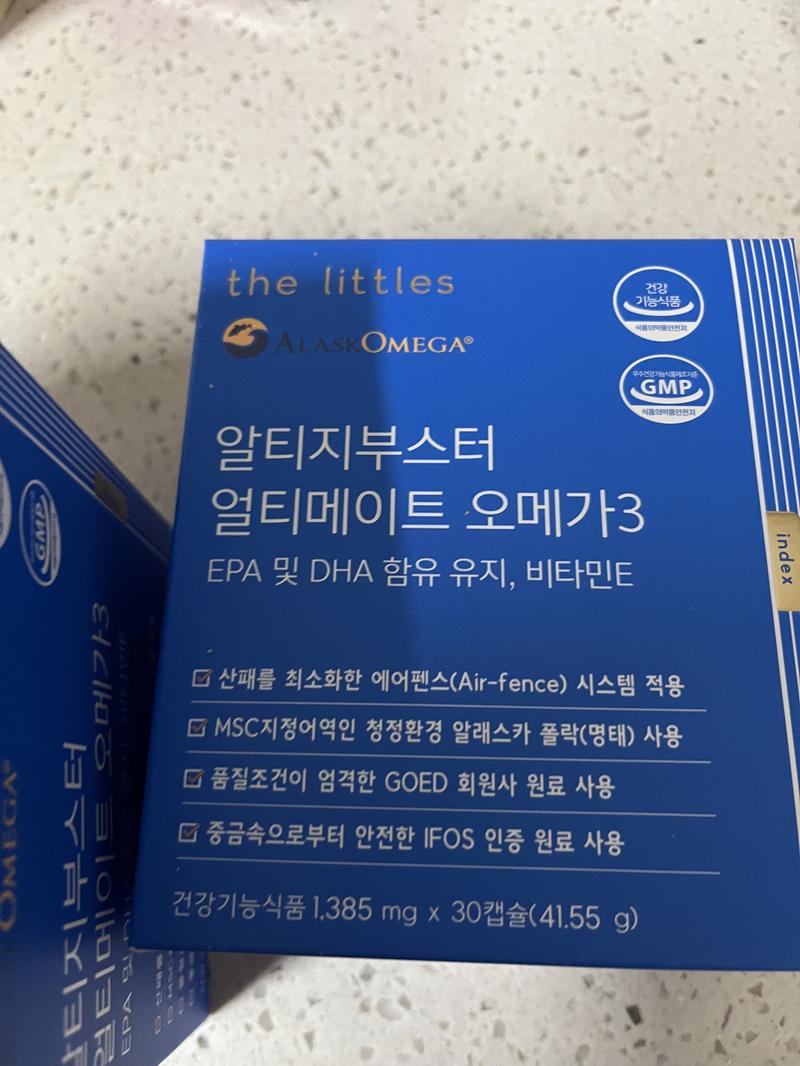 the littles
ALASKOMEGA®
건강
기능식품
식품의약품안전처
우수건강기능식품제조기준
GMP
식품의약품안전처
알티지부스터
얼티메이트 오메가3
EPA 및 DHA 함유 유지, 비타민E
index
산패를 최소화한 에어펜스(Air-fence) 시스템 적용
MSC지정어역인 청정환경 알래스카 폴락(명태) 사용
품질조건이 엄격한 GOED 회원사 원료 사용
중금속으로부터 안전한 IFOS 인증 원료 사용
건강기능식품 1,385 mg x 30캡슐(41.55 g)
GMP
OMEGA®
알티지부스터
얼티메이트 오메가3
EPA 및